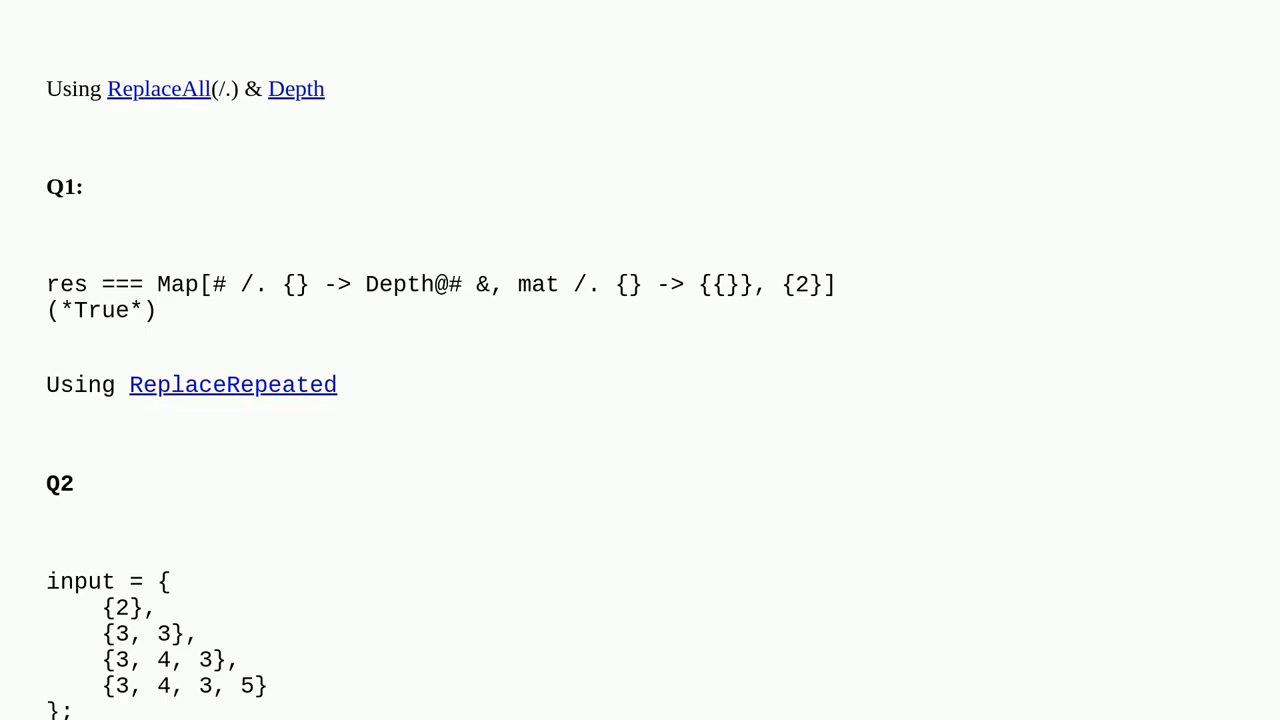 Using ReplaceAll(/.) & Depth
Q1:
res === Map[# /. {} -> Depth@# &, mat /. {} -> {{}}, {2}]
(*True*)
Using ReplaceRepeated
Q2
input = {
    {2},
    {3, 3},
    {3, 4, 3},
    {3, 4, 3, 5}
};